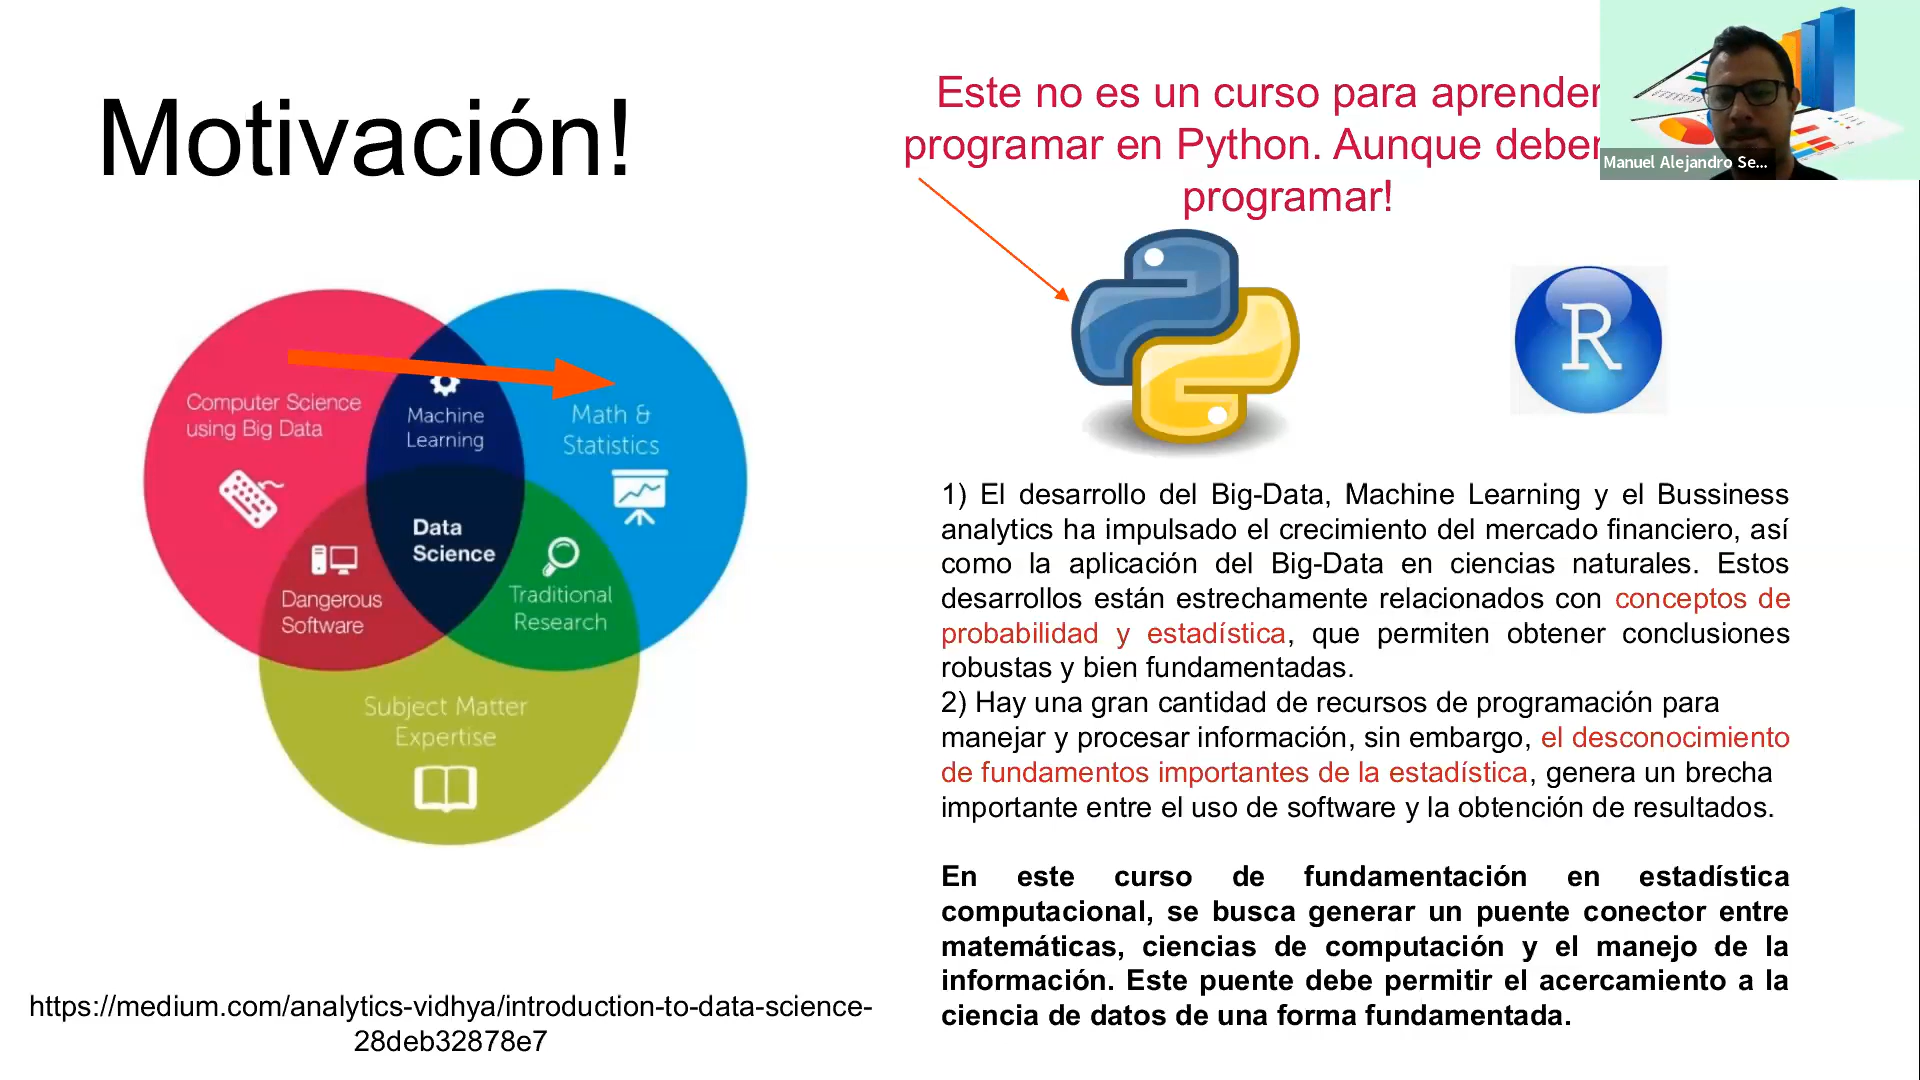 Motivación!
Este no es un curso para aprender
programar en Python. Aunque deber
programar!
Manuel Alejandro Se...
Computer Science
using Big Data
Machine
Learning
Math &
Statistics
Data
Science
Dangerous
Software
Traditional
Research
Subject Matter
Expertise
R
1) El desarrollo del Big-Data, Machine Learning y el Bussiness
analytics ha impulsado el crecimiento del mercado financiero, así
como la aplicación del Big-Data en ciencias naturales. Estos
desarrollos están estrechamente relacionados con conceptos de
probabilidad y estadística, que permiten obtener conclusiones
robustas y bien fundamentadas.
2) Hay una gran cantidad de recursos de programación para
manejar y procesar información, sin embargo, el desconocimiento
de fundamentos importantes de la estadística, genera un brecha
importante entre el uso de software y la obtención de resultados.
En este curso de fundamentación en estadística
computacional, se busca generar un puente conector entre
matemáticas, ciencias de computación y el manejo de la
información. Este puente debe permitir el acercamiento a la
ciencia de datos de una forma fundamentada.
https://medium.com/analytics-vidhya/introduction-to-data-science-
28deb32878e7